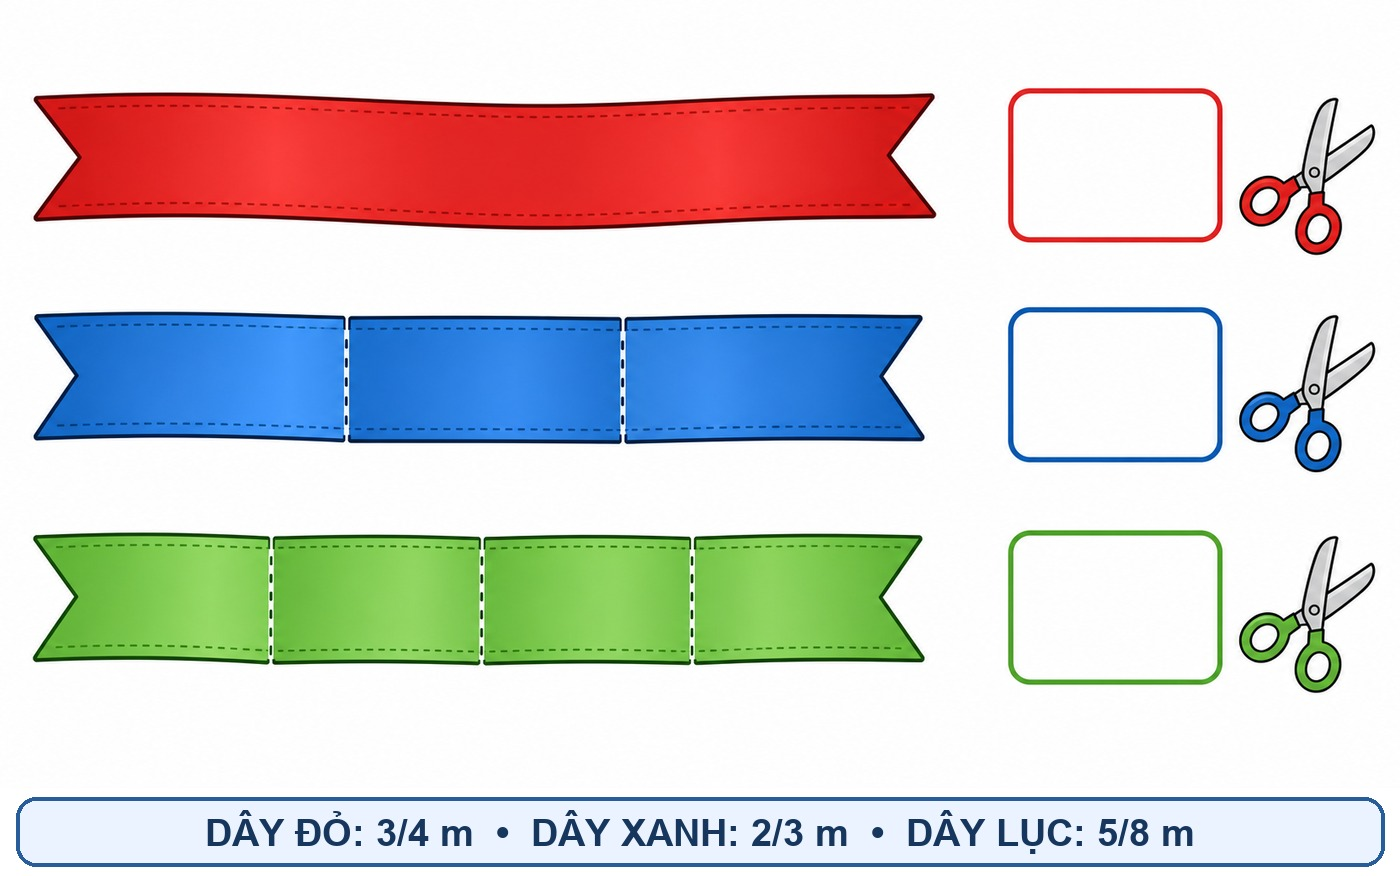 DÂY ĐỎ: 3/4 m • DÂY XANH: 2/3 m • DÂY LỤC: 5/8 m